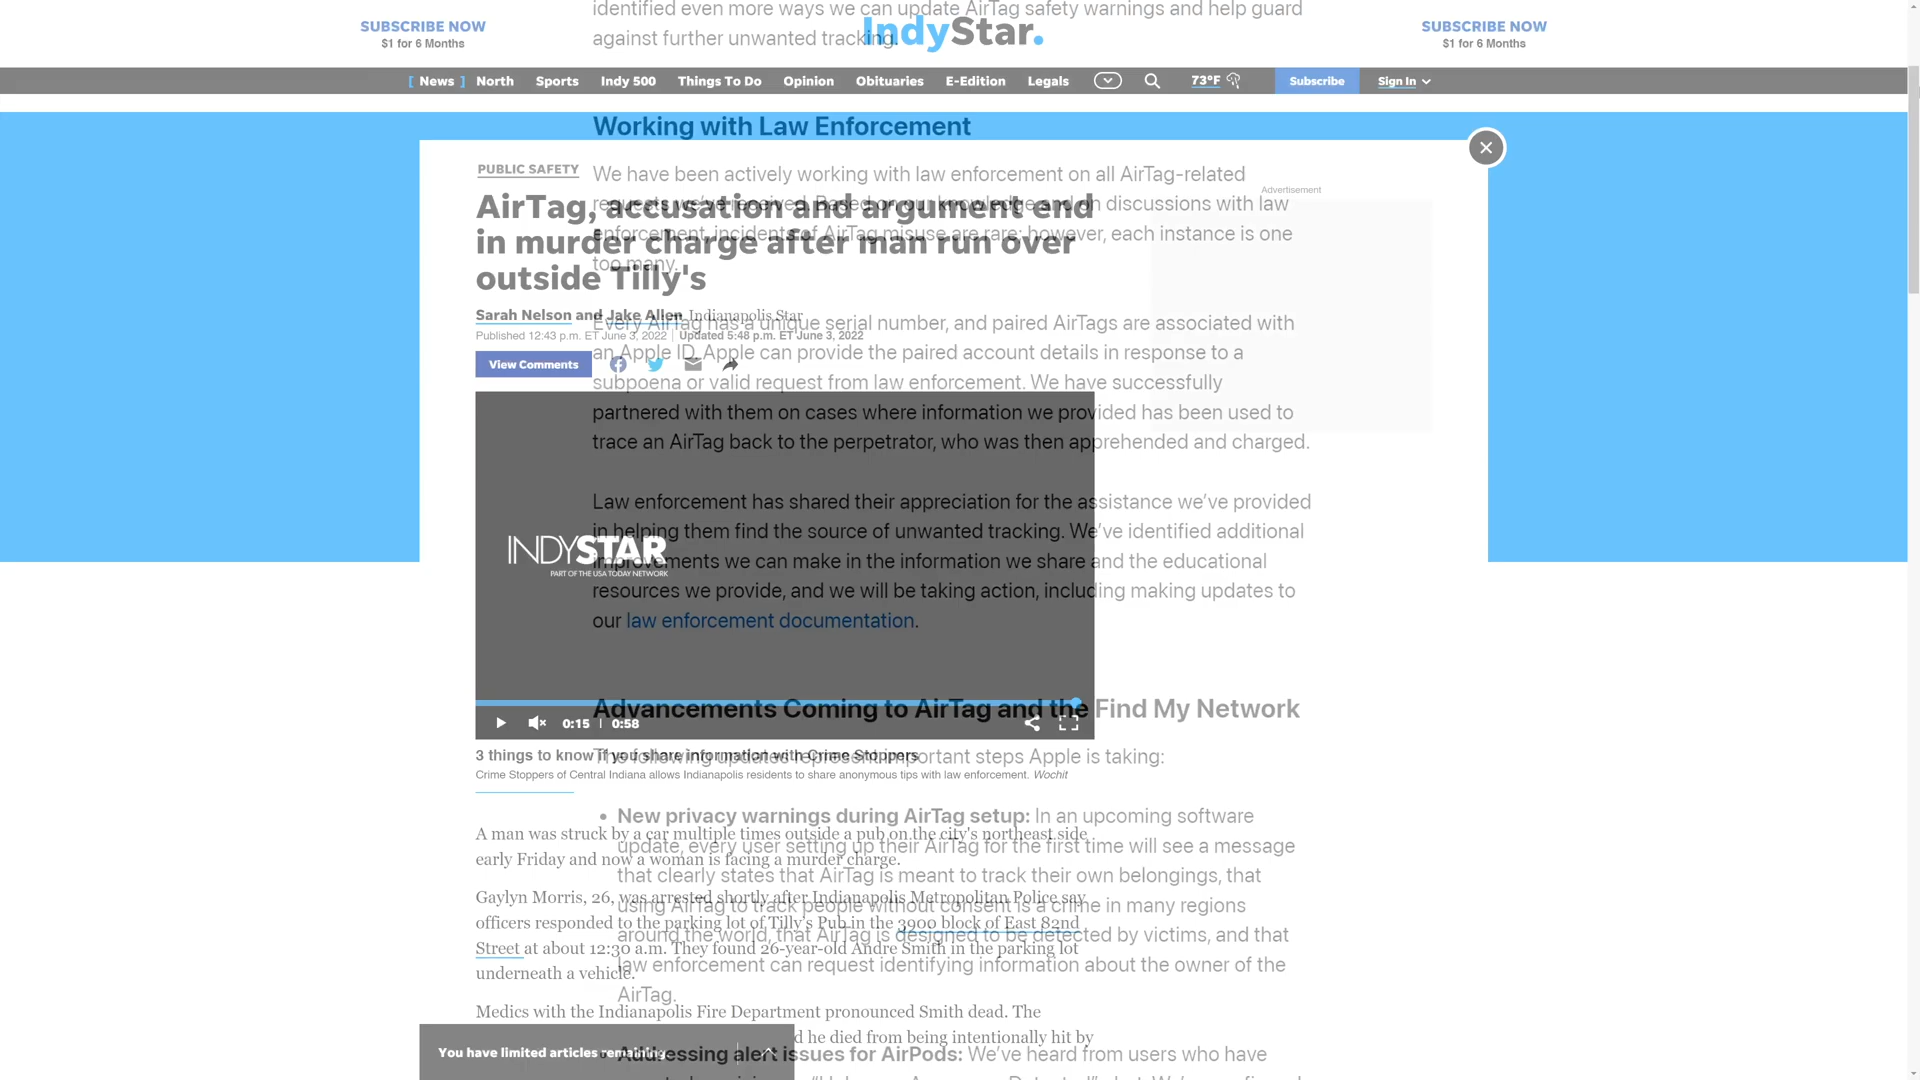 identified even more ways we can update AirTag safety warnings and help guard
against further unwanted tracking.
SUBSCRIBE NOW
$1 for 6 Months
IndyStar.
SUBSCRIBE NOW
$1 for 6 Months
[ News ] North Sports Indy 500 Things To Do Opinion Obituaries E-Edition Legals 73°F Subscribe Sign In
Working with Law Enforcement
We have been actively working with law enforcement on all AirTag-related
requests we've received. Based on our knowledge and on discussions with law
enforcement, incidents of AirTag misuse are rare; however, each instance is one
too many.
Every AirTag has a unique serial number, and paired AirTags are associated with
an Apple ID. Apple can provide the paired account details in response to a
subpoena or valid request from law enforcement. We have successfully
partnered with them on cases where information we provided has been used to
trace an AirTag back to the perpetrator, who was then apprehended and charged.
Law enforcement has shared their appreciation for the assistance we've provided
in helping them find the source of unwanted tracking. We've identified additional
improvements we can make in the information we share and the educational
resources we provide, and we will be taking action, including making updates to
our law enforcement documentation.
Advancements Coming to AirTag and the Find My Network
The following updates represent important steps Apple is taking:
• New privacy warnings during AirTag setup: In an upcoming software
update, every user setting up their AirTag for the first time will see a message
that clearly states that AirTag is meant to track their own belongings, that
using AirTag to track people without consent is a crime in many regions
around the world, that AirTag is designed to be detected by victims, and that
law enforcement can request identifying information about the owner of the
AirTag.
• Addressing alert issues for AirPods: We've heard from users who have
PUBLIC SAFETY
AirTag, accusation and argument end
in murder charge after man run over
outside Tilly's
Sarah Nelson and Jake Allen Indianapolis Star
Published 12:43 p.m. ET June 3, 2022 | Updated 5:48 p.m. ET June 3, 2022
View Comments
Advertisement
INDYSTAR
PART OF THE USA TODAY NETWORK
0:15 | 0:58
3 things to know if you share information with Crime Stoppers
Crime Stoppers of Central Indiana allows Indianapolis residents to share anonymous tips with law enforcement. Wochit
A man was struck by a car multiple times outside a pub on the city's northeast side
early Friday and now a woman is facing a murder charge.
Gaylyn Morris, 26, was arrested shortly after Indianapolis Metropolitan Police say
officers responded to the parking lot of Tilly's Pub in the 3900 block of East 82nd
Street at about 12:30 a.m. They found 26-year-old Andre Smith in the parking lot
underneath a vehicle.
Medics with the Indianapolis Fire Department pronounced Smith dead. The
he died from being intentionally hit by
You have limited articles remaining